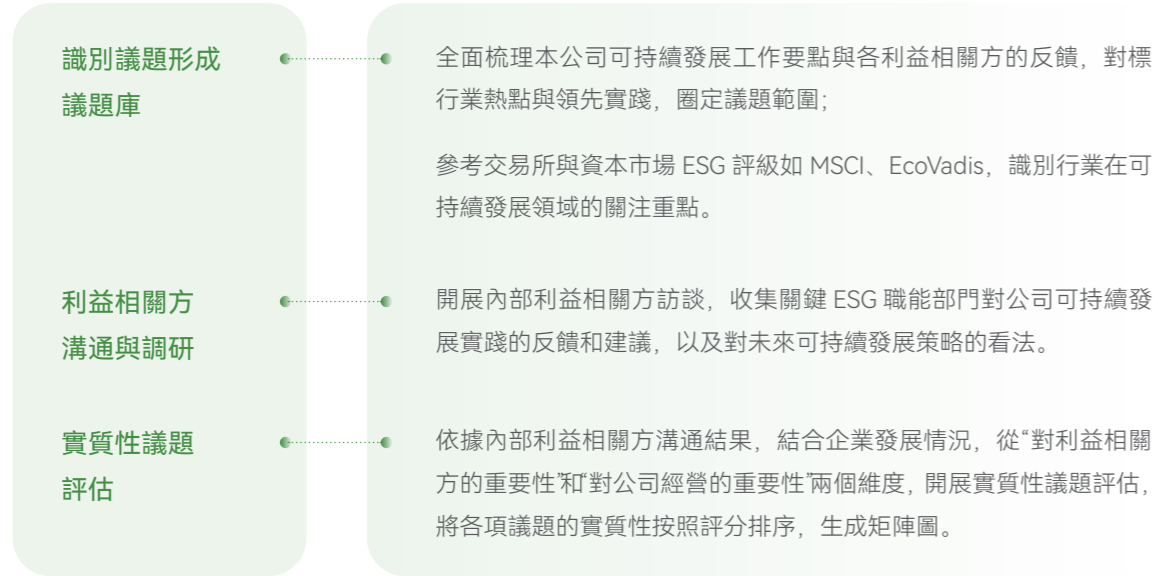 識別議題形成
議題庫
全面梳理本公司可持續發展工作要點與各利益相關方的反饋，對標
行業熱點與領先實踐，圈定議題範圍；
參考交易所與資本市場 ESG 評級如 MSCI、EcoVadis，識別行業在可
持續發展領域的關注重點。
利益相關方
溝通與調研
開展內部利益相關方訪談，收集關鍵 ESG 職能部門對公司可持續發
展實踐的反饋和建議，以及對未來可持續發展策略的看法。
實質性議題
評估
依據內部利益相關方溝通結果，結合企業發展情況，從“對利益相關
方的重要性”和“對公司經營的重要性”兩個維度，開展實質性議題評估，
將各項議題的實質性按照評分排序，生成矩陣圖。